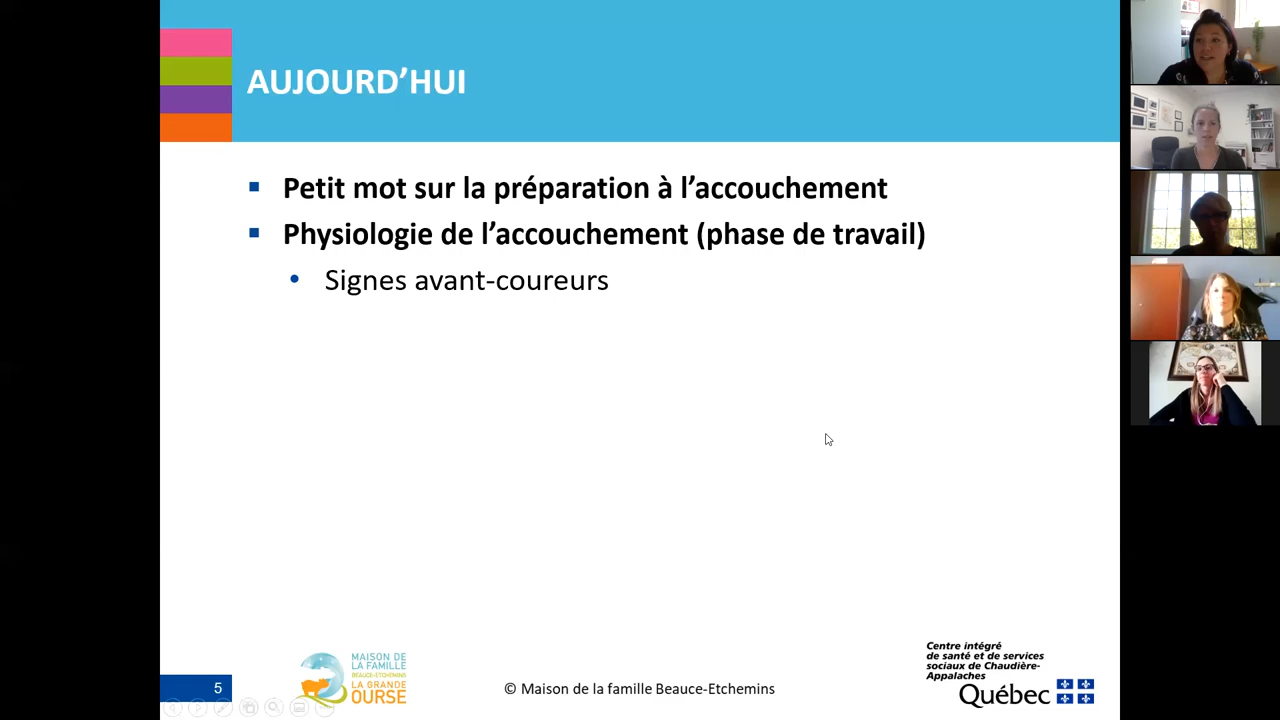 AUJOURD'HUI
Petit mot sur la préparation à l'accouchement
Physiologie de l'accouchement (phase de travail)
Signes avant-coureurs
5
MAISON DE
LA FAMILLE
BEAUCE-ETCHEMINS
LA GRANDE
OURSE
© Maison de la famille Beauce-Etchemins
Centre intégré
de santé et de services
sociaux de Chaudière-
Appalaches
Québec